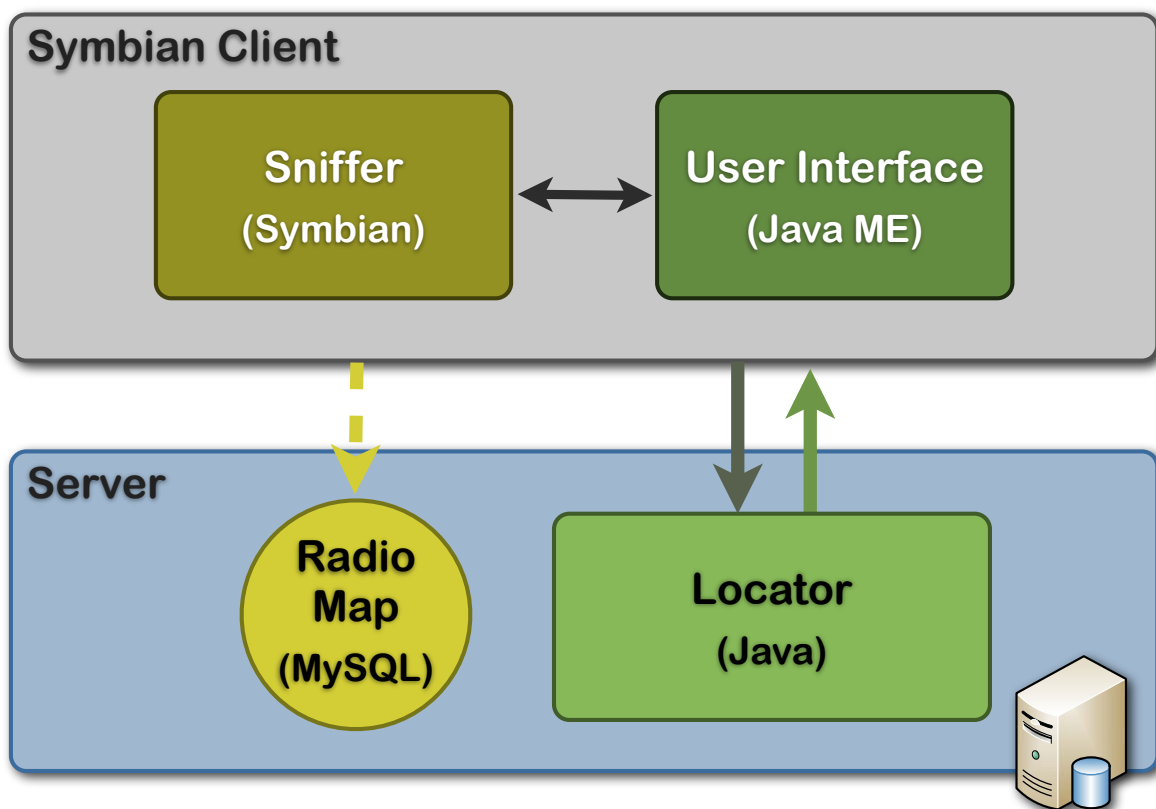 Symbian Client
Sniffer
(Symbian)
User Interface
(Java ME)
Server
Radio
Map
(MySQL)
Locator
(Java)